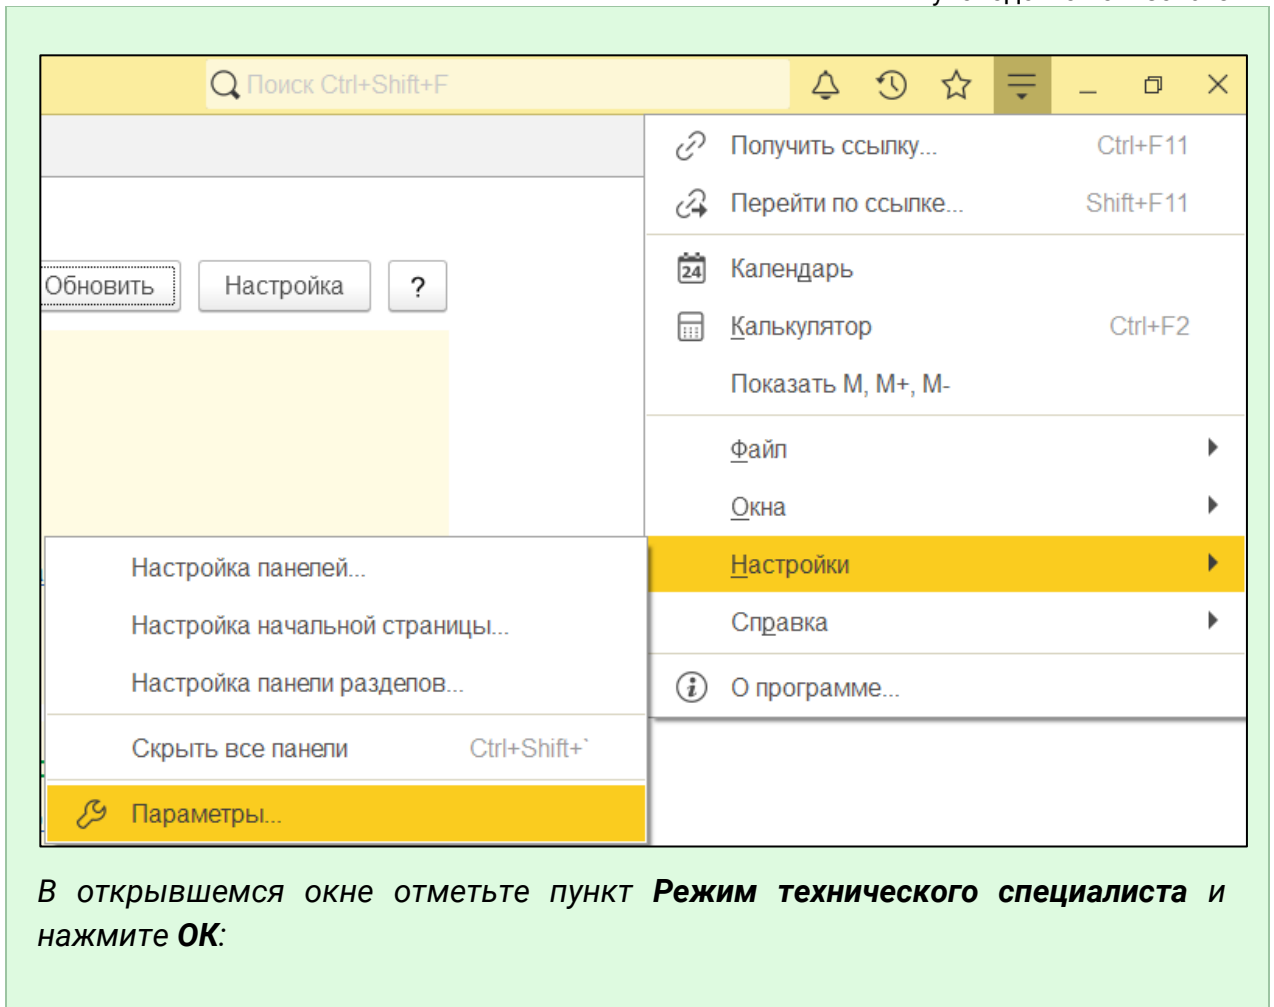 Поиск Ctrl+Shift+F
Получить ссылку... Ctrl+F11
Перейти по ссылке... Shift+F11
24 Календарь
Обновить Настройка ?
Калькулятор Ctrl+F2
Показать M, M+, M-
Файл
Окна
Настройки
Справка
О программе...
Настройка панелей...
Настройка начальной страницы...
Настройка панели разделов...
Скрыть все панели Ctrl+Shift+`
Параметры...
В открывшемся окне отметьте пункт Режим технического специалиста и
нажмите ОК: